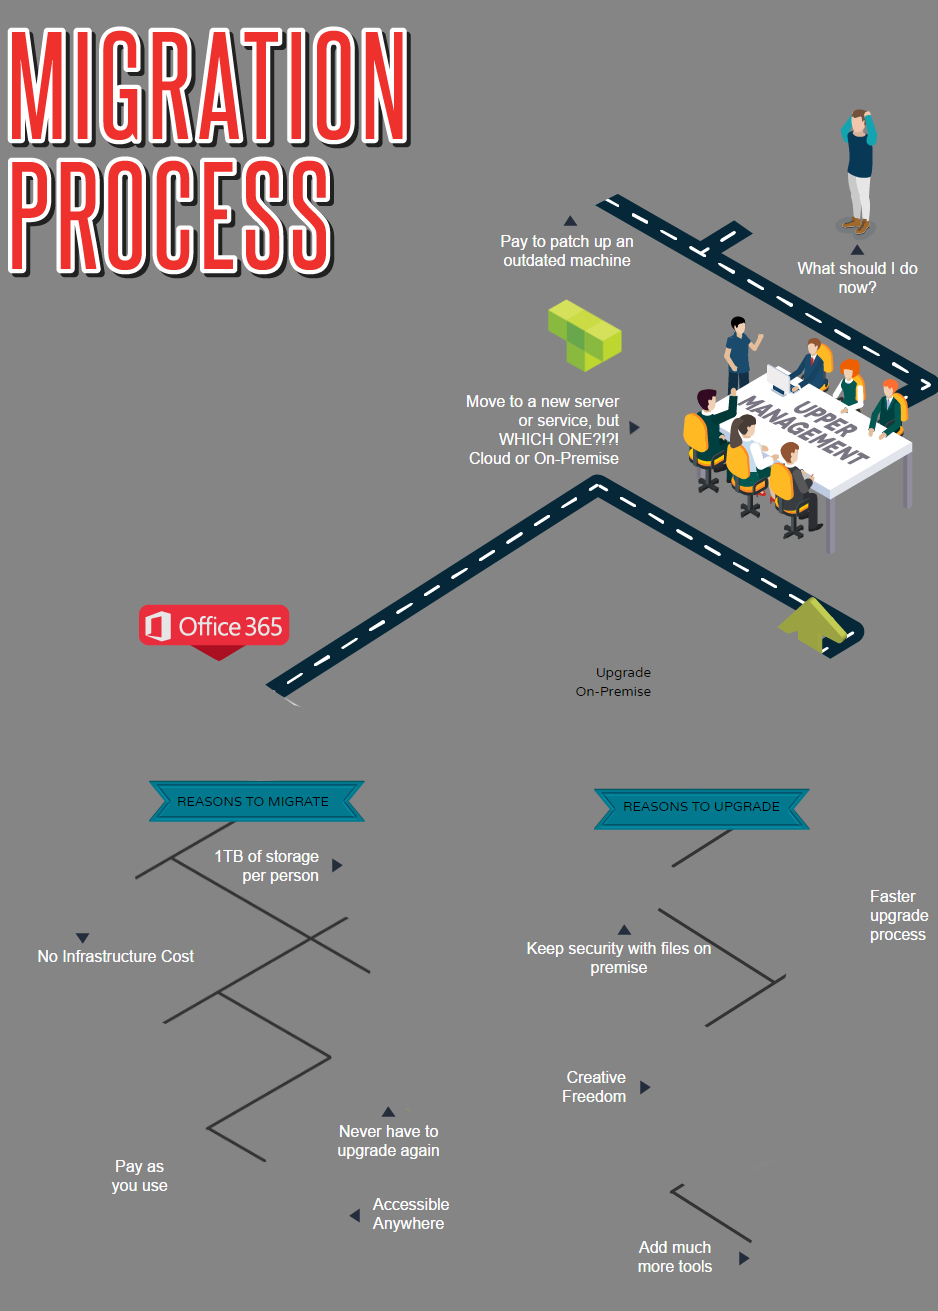 MIGRATION
PROCESS
Pay to patch up an
outdated machine
What should I do
now?
Move to a new server
or service, but
WHICH ONE?!?!
Cloud or On-Premise
UPPER
MANAGEMENT
Office 365
Upgrade
On-Premise
REASONS TO MIGRATE
1TB of storage
per person
No Infrastructure Cost
Never have to
upgrade again
Pay as
you use
Accessible
Anywhere
REASONS TO UPGRADE
Faster
upgrade
process
Keep security with files on
premise
Creative
Freedom
Add much
more tools